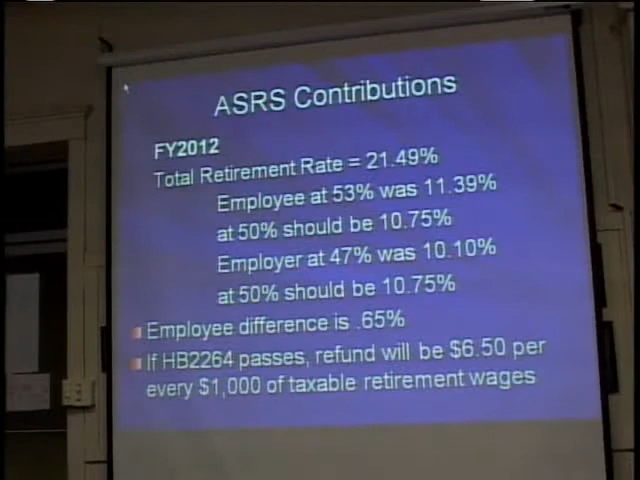 ASRS Contributions
FY2012
Total Retirement Rate = 21.49%
Employee at 53% was 11.39%
at 50% should be 10.75%
Employer at 47% was 10.10%
at 50% should be 10.75%
Employee difference is .65%
If HB2264 passes, refund will be $6.50 per
every $1,000 of taxable retirement wages